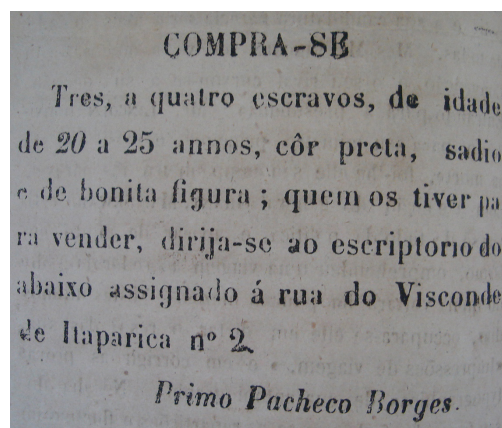 COMPRA-SE
Tres, a quatro escravos, de idade
de 20 a 25 annos, côr preta, sadio
e de bonita figura; quem os tiver pa
ra vender, dirija-se ao escriptorio do
abaixo assignado á rua do Visconde
de Itaparica nº 2.
Primo Pacheco Borges.